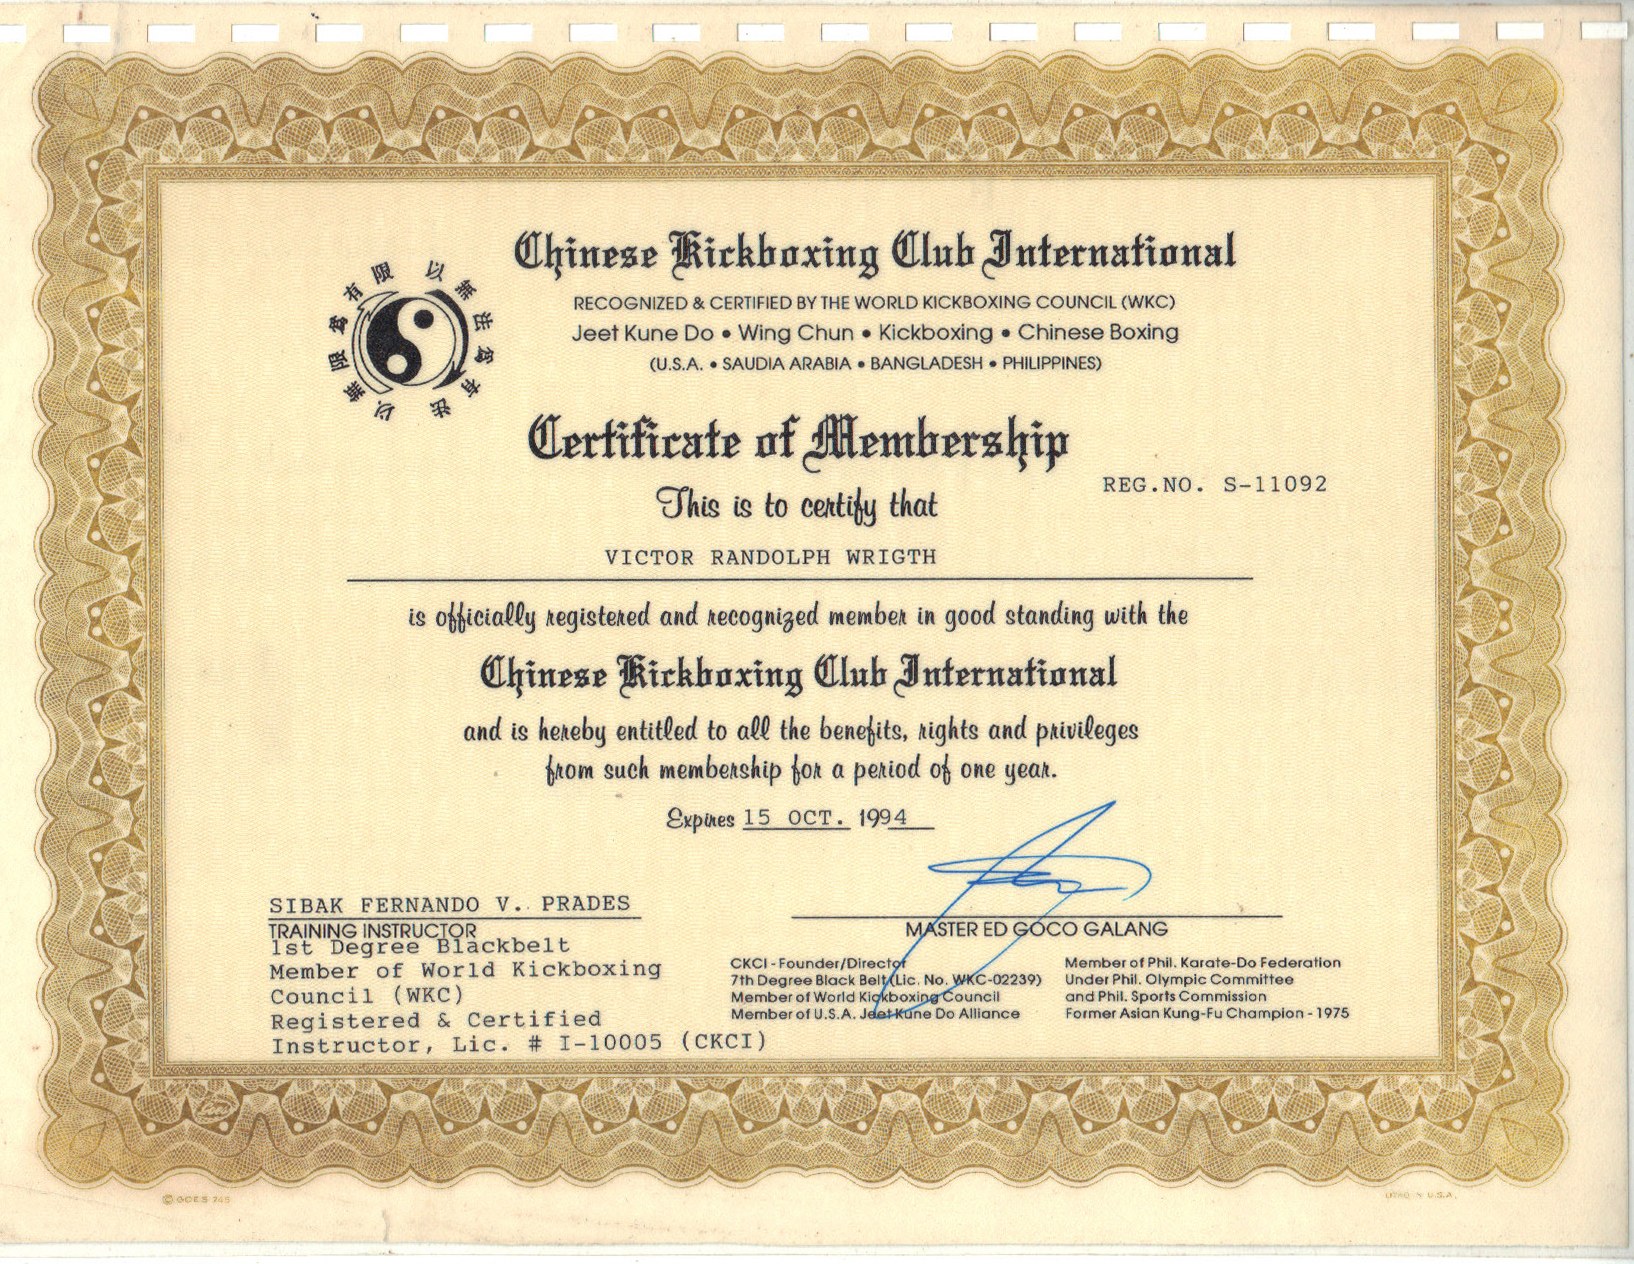 Chinese Kickboxing Club International
RECOGNIZED & CERTIFIED BY THE WORLD KICKBOXING COUNCIL (WKC)
Jeet Kune Do • Wing Chun • Kickboxing • Chinese Boxing
(U.S.A. • SAUDIA ARABIA • BANGLADESH • PHILIPPINES)
以無法爲有法
以無限爲有限
Certificate of Membership
REG.NO. S-11092
This is to certify that
VICTOR RANDOLPH WRIGTH
is officially registered and recognized member in good standing with the
Chinese Kickboxing Club International
and is hereby entitled to all the benefits, rights and privileges
from such membership for a period of one year.
Expires 15 OCT. 1994
SIBAK FERNANDO V. PRADES
TRAINING INSTRUCTOR
1st Degree Blackbelt
Member of World Kickboxing
Council (WKC)
Registered & Certified
Instructor, Lic. # I-10005 (CKCI)
MASTER ED GOCO GALANG
CKCI - Founder/Director
7th Degree Black Belt (Lic. No. WKC-02239)
Member of World Kickboxing Council
Member of U.S.A. Jeet Kune Do Alliance
Member of Phil. Karate-Do Federation
Under Phil. Olympic Committee
and Phil. Sports Commission
Former Asian Kung-Fu Champion - 1975
© GOES 245
LITHO IN U.S.A.